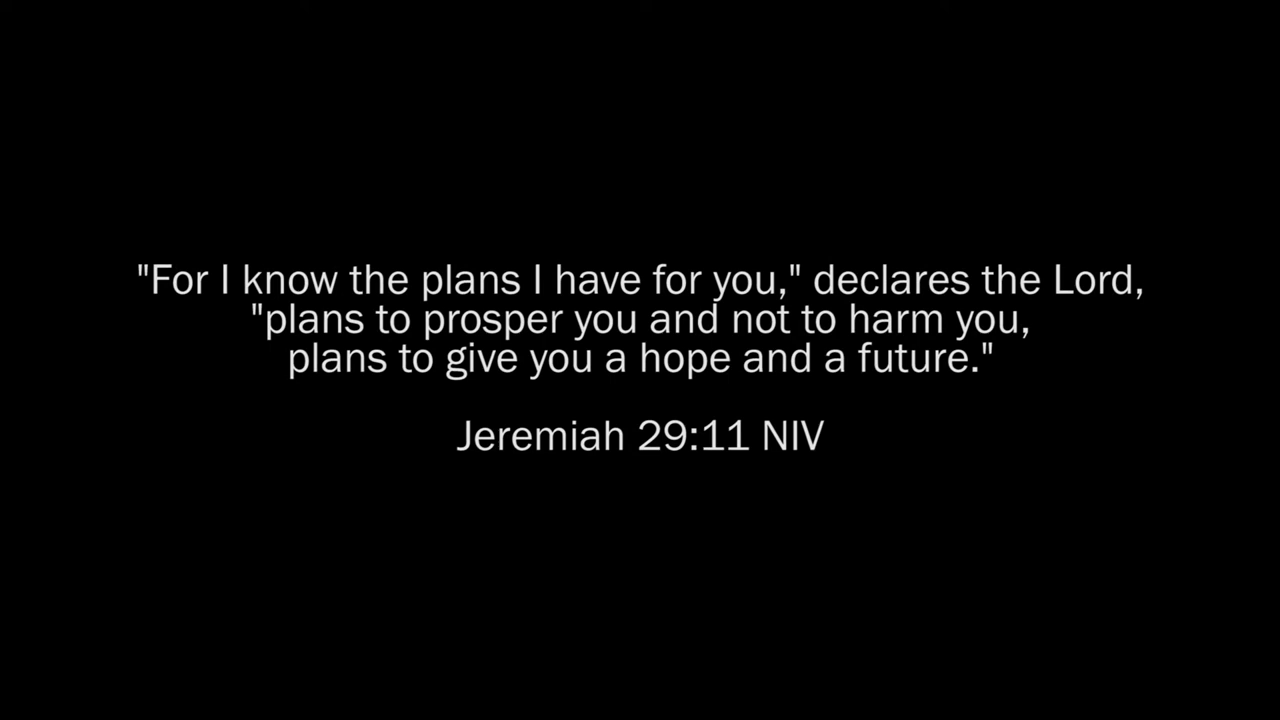 "For I know the plans I have for you," declares the Lord,
"plans to prosper you and not to harm you,
plans to give you a hope and a future."
Jeremiah 29:11 NIV